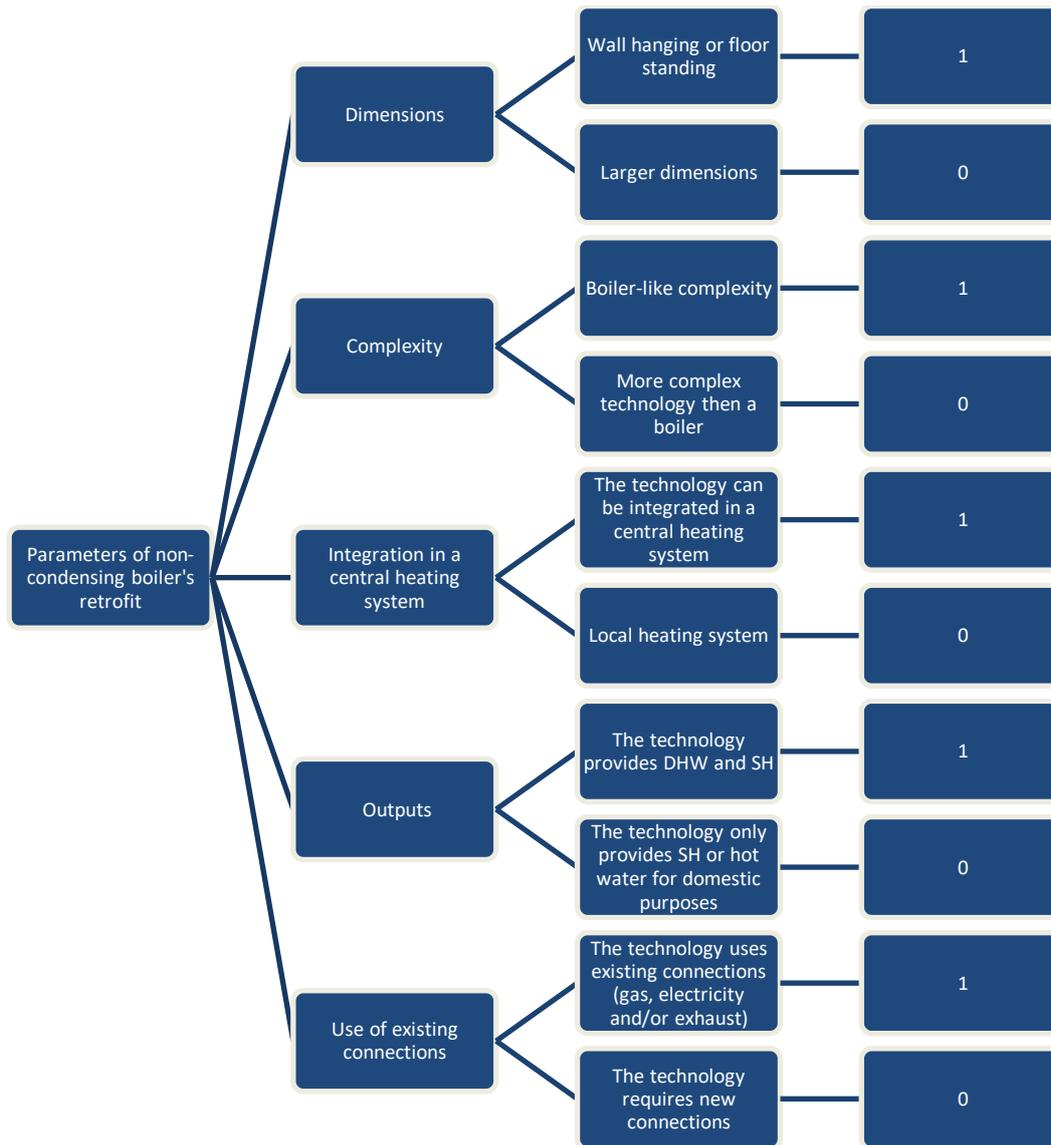 Parameters of non-
condensing boiler's
retrofit
Dimensions
Wall hanging or floor
standing
1
Larger dimensions
0
Complexity
Boiler-like complexity
1
More complex
technology then a
boiler
0
Integration in a
central heating
system
The technology can
be integrated in a
central heating
system
1
Local heating system
0
Outputs
The technology
provides DHW and SH
1
The technology only
provides SH or hot
water for domestic
purposes
0
Use of existing
connections
The technology uses
existing connections
(gas, electricity
and/or exhaust)
1
The technology
requires new
connections
0